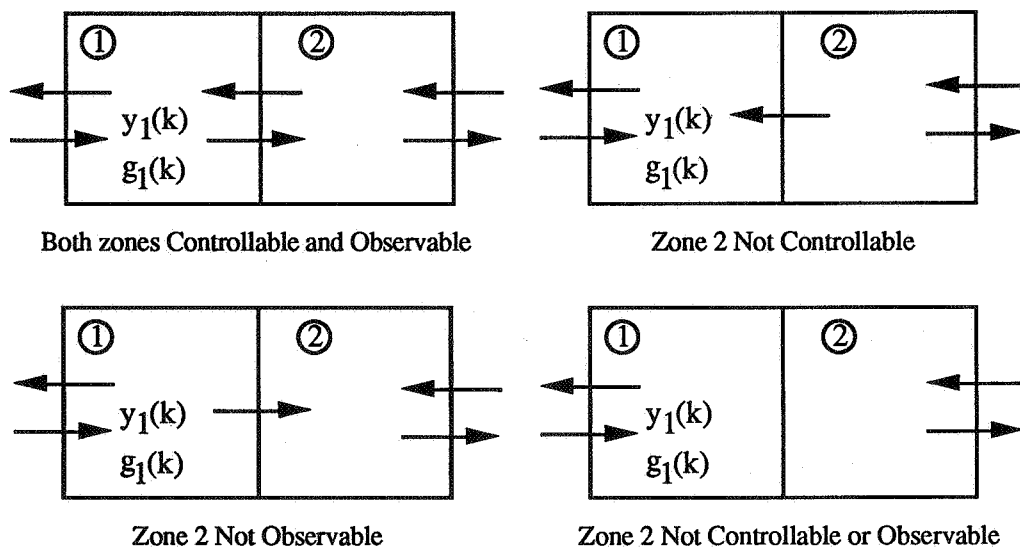 ① ②
y1(k)
g1(k)
Both zones Controllable and Observable
① ②
y1(k)
g1(k)
Zone 2 Not Controllable
① ②
y1(k)
g1(k)
Zone 2 Not Observable
① ②
y1(k)
g1(k)
Zone 2 Not Controllable or Observable